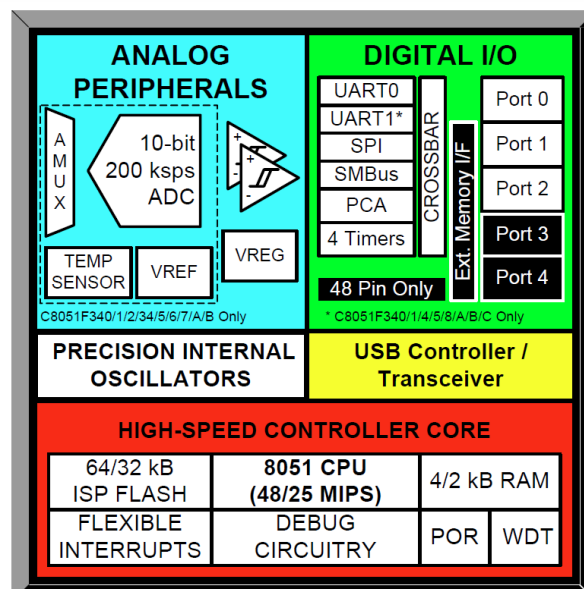 ANALOG
PERIPHERALS
A
M
U
X
10-bit
200 ksps
ADC
+
-
+
-
TEMP
SENSOR
VREF
VREG
C8051F340/1/2/34/5/6/7/A/B Only
DIGITAL I/O
UART0
UART1*
SPI
SMBus
PCA
4 Timers
CROSSBAR
Ext. Memory I/F
Port 0
Port 1
Port 2
Port 3
Port 4
48 Pin Only
* C8051F340/1/4/5/8/A/B/C Only
PRECISION INTERNAL
OSCILLATORS
USB Controller /
Transceiver
HIGH-SPEED CONTROLLER CORE
64/32 kB
ISP FLASH
8051 CPU
(48/25 MIPS)
4/2 kB RAM
FLEXIBLE
INTERRUPTS
DEBUG
CIRCUITRY
POR
WDT